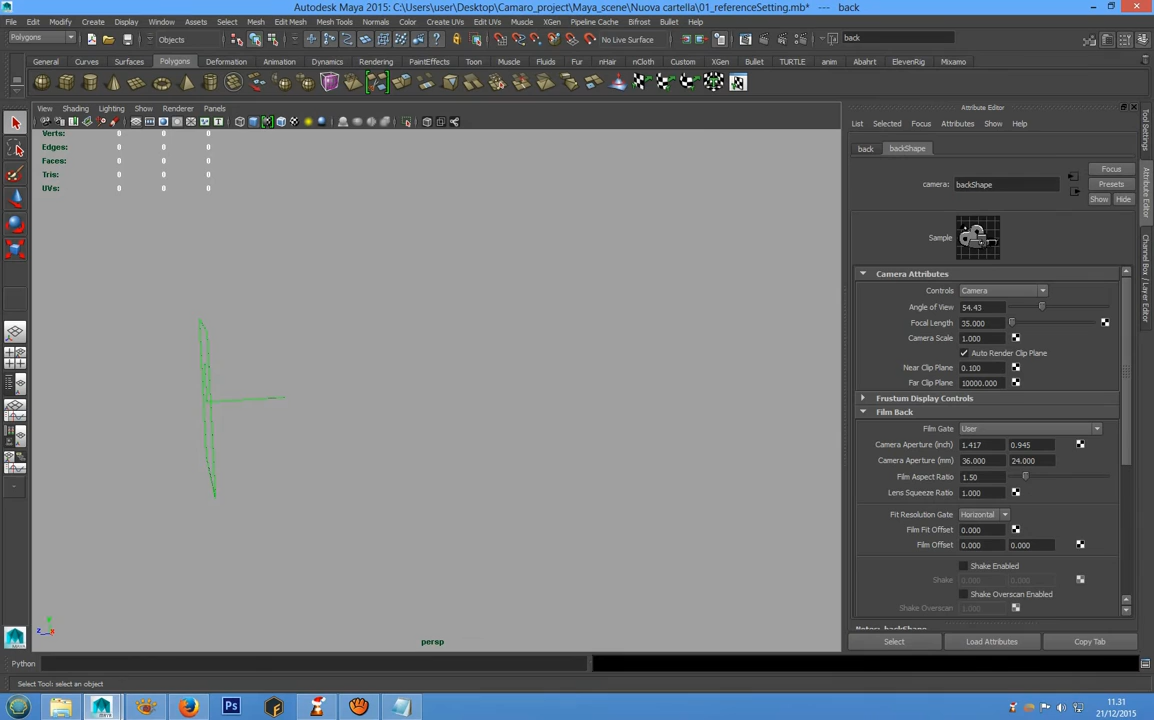 Autodesk Maya 2015: C:\Users\user\Desktop\Camaro_project\Maya_scene\Nuova cartella\01_referenceSetting.mb* --- back
File Edit Modify Create Display Window Assets Select Mesh Edit Mesh Mesh Tools Normals Color Create UVs Edit UVs Muscle XGen Pipeline Cache Bifrost Bullet Help
Polygons Objects No Live Surface back
General Curves Surfaces Polygons Deformation Animation Dynamics Rendering PaintEffects Toon Muscle Fluids Fur nHair nCloth Custom XGen Bullet TURTLE anim Abahrt ElevenRig Mixamo
View Shading Lighting Show Renderer Panels
Attribute Editor
List Selected Focus Attributes Show Help
Verts: 0 0 0
Edges: 0 0 0
Faces: 0 0 0
Tris: 0 0 0
UVs: 0 0 0
back backShape
Focus
camera: backShape Presets
Show Hide
Sample
Camera Attributes
Controls Camera
Angle of View 54.43
Focal Length 35.000
Camera Scale 1.000
Auto Render Clip Plane
Near Clip Plane 0.100
Far Clip Plane 10000.000
Frustum Display Controls
Film Back
Film Gate User
Camera Aperture (inch) 1.417 0.945
Camera Aperture (mm) 36.000 24.000
Film Aspect Ratio 1.50
Lens Squeeze Ratio 1.000
Fit Resolution Gate Horizontal
Film Fit Offset 0.000
Film Offset 0.000 0.000
Shake Enabled
Shake 0.000 0.000
Shake Overscan Enabled
Shake Overscan 1.000
Notes: backShape
Select Load Attributes Copy Tab
Tool Settings
Attribute Editor
Channel Box / Layer Editor
y
z x
persp
Python
Select Tool: select an object
Ps
11.31
21/12/2015